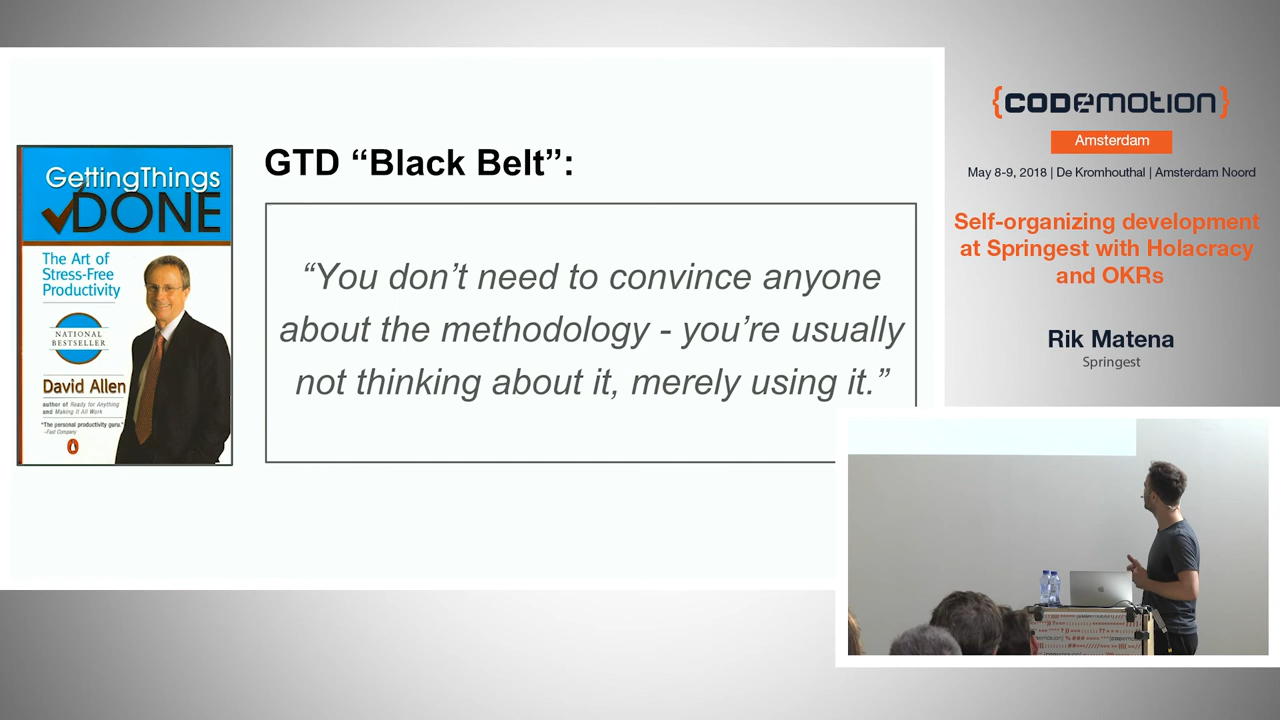 GTD “Black Belt”:
GettingThings
DONE
The Art of
Stress-Free
Productivity
NATIONAL
BESTSELLER
David Allen
author of Ready for Anything
and Making It All Work
"The personal productivity guru."
–Fast Company
“You don’t need to convince anyone
about the methodology - you’re usually
not thinking about it, merely using it.”
{CODEMOTION}
Amsterdam
May 8-9, 2018 | De Kromhouthal | Amsterdam Noord
Self-organizing development
at Springest with Holacracy
and OKRs
Rik Matena
Springest